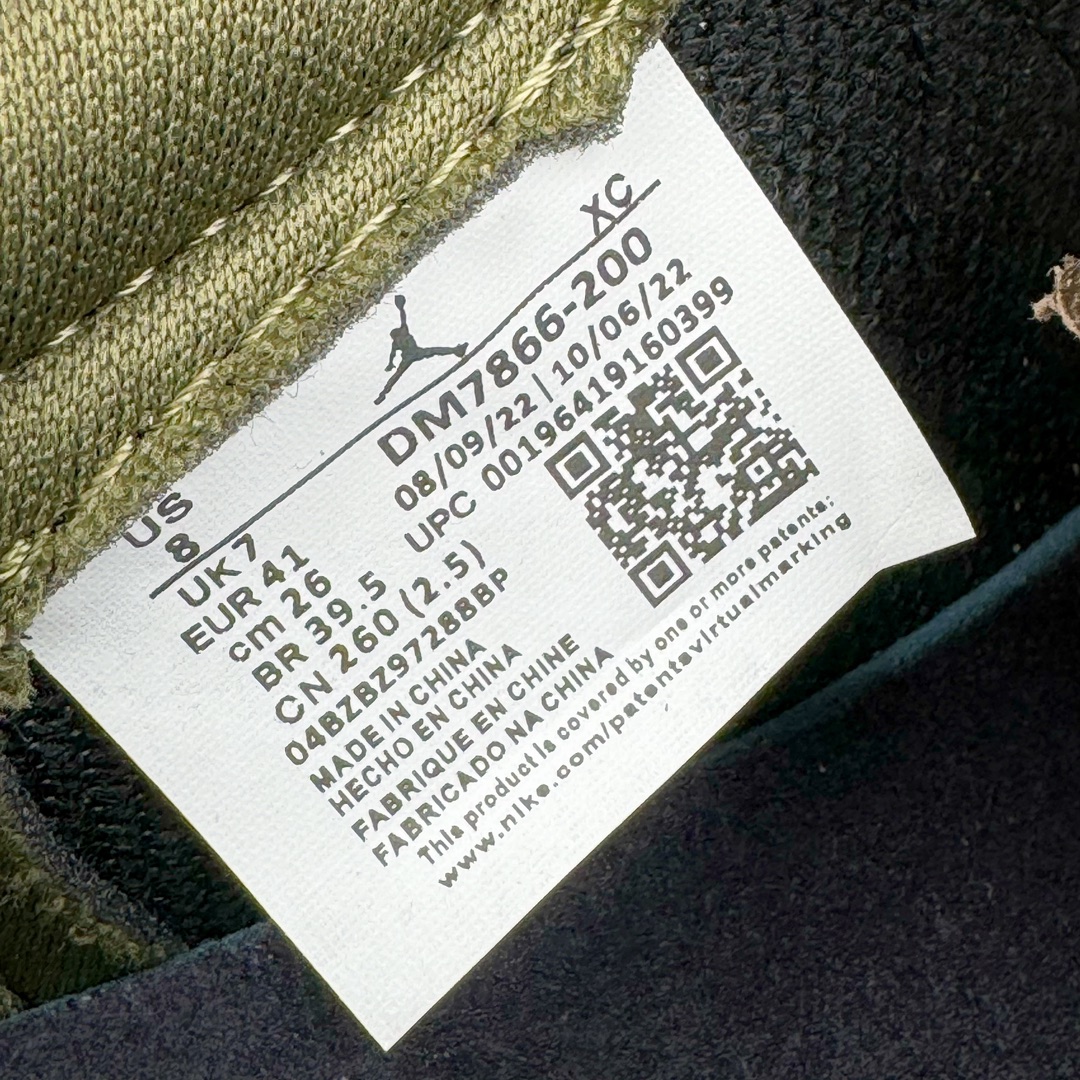 XC
US
8
DM7866-200
08/09/22 | 10/06/22
UPC 00196419160399
UK 7
EUR 41
cm 26
BR 39.5
CN 260 (2.5)
04BZBZ97288BP
MADE IN CHINA
HECHO EN CHINA
FABRIQUE EN CHINE
FABRICADO NA CHINA
This product is covered by one or more patents:
www.nike.com/patentsvirtualmarking